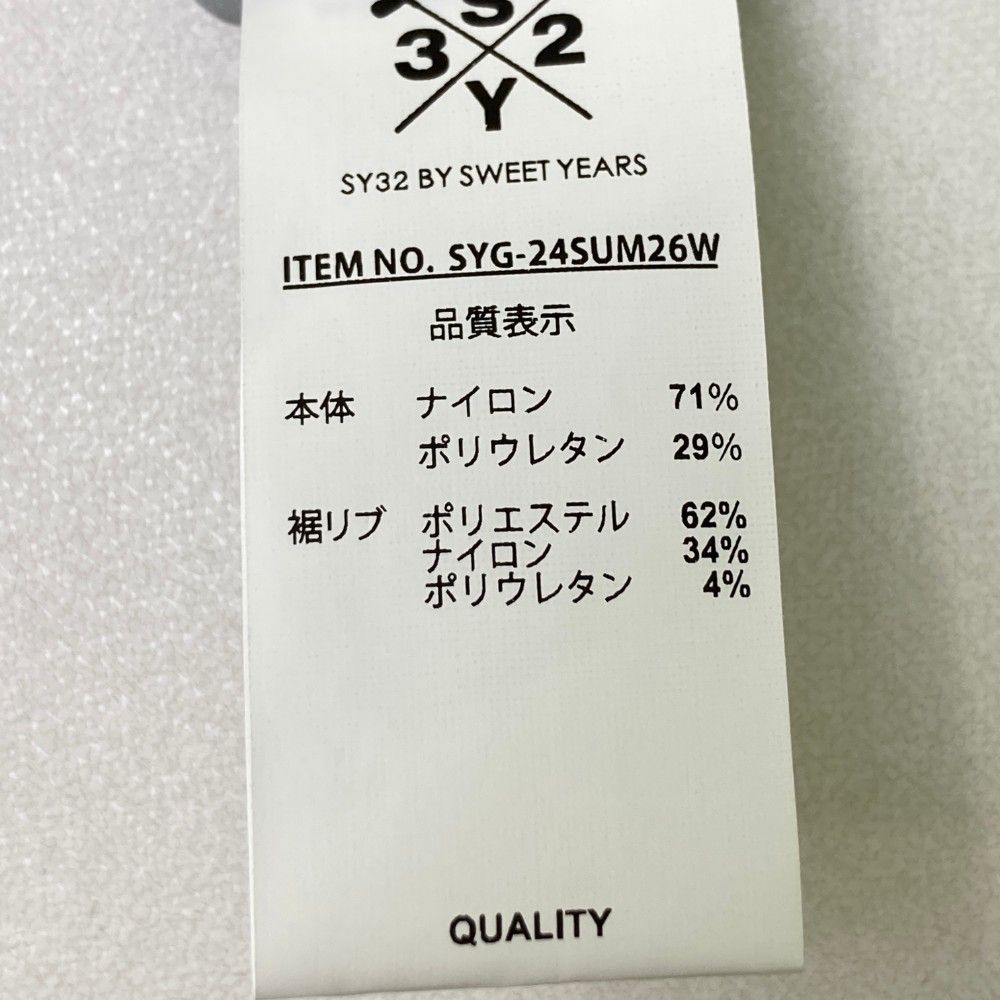 S
3 2
Y
SY32 BY SWEET YEARS
ITEM NO. SYG-24SUM26W
品質表示
本体 ナイロン 71%
ポリウレタン 29%
裾リブ ポリエステル 62%
ナイロン 34%
ポリウレタン 4%
QUALITY